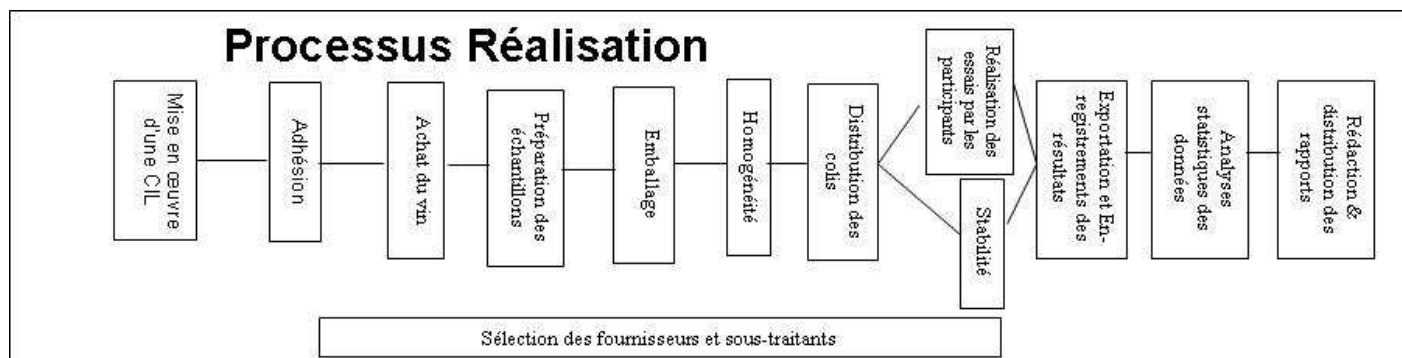 Processus Réalisation
Mise en œuvre
d'une CIL
Adhésion
Achat du vin
Préparation des
échantillons
Emballage
Homogénéité
Distribution des
colis
Réalisation des
essais par les
participants
Stabilité
Exportation et En-
registrements des
résultats
Analyses
statistiques des
données
Rédaction &
distribution des
rapports
Sélection des fournisseurs et sous-traitants